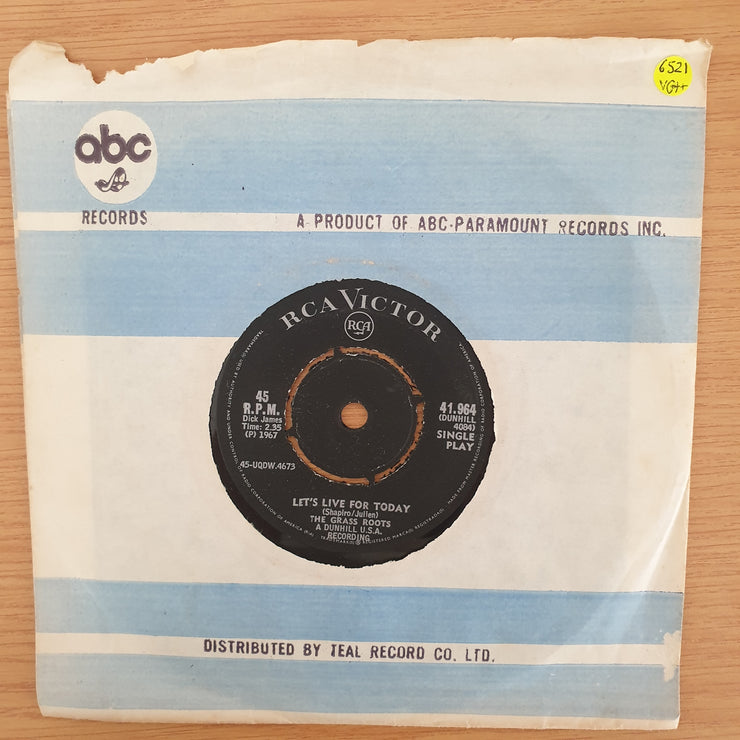 6521
VG++
abc
RECORDS
A PRODUCT OF ABC-PARAMOUNT RECORDS INC.
RCA VICTOR
RCA
45
R.P.M.
Dick James
Time: 2.35
(P) 1967
41.964
(DUNHILL
4084)
SINGLE
PLAY
45-UQDW.4673
LET'S LIVE FOR TODAY
(Shapiro/Julien)
THE GRASS ROOTS
A DUNHILL U.S.A.
RECORDING
DISTRIBUTED BY TEAL RECORD CO. LTD.